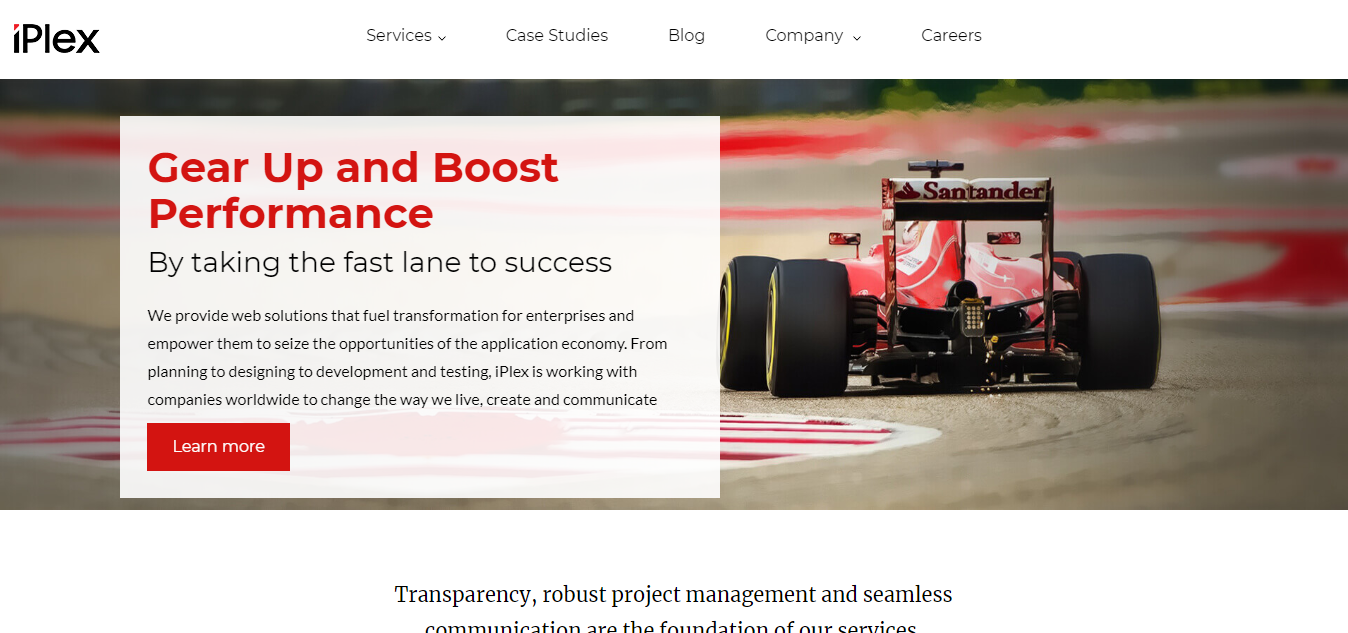 iPlex
Services
Case Studies
Blog
Company
Careers
Gear Up and Boost
Performance
By taking the fast lane to success
We provide web solutions that fuel transformation for enterprises and
empower them to seize the opportunities of the application economy. From
planning to designing to development and testing, iPlex is working with
companies worldwide to change the way we live, create and communicate
Learn more
Santander
Transparency, robust project management and seamless
communication are the foundation of our services